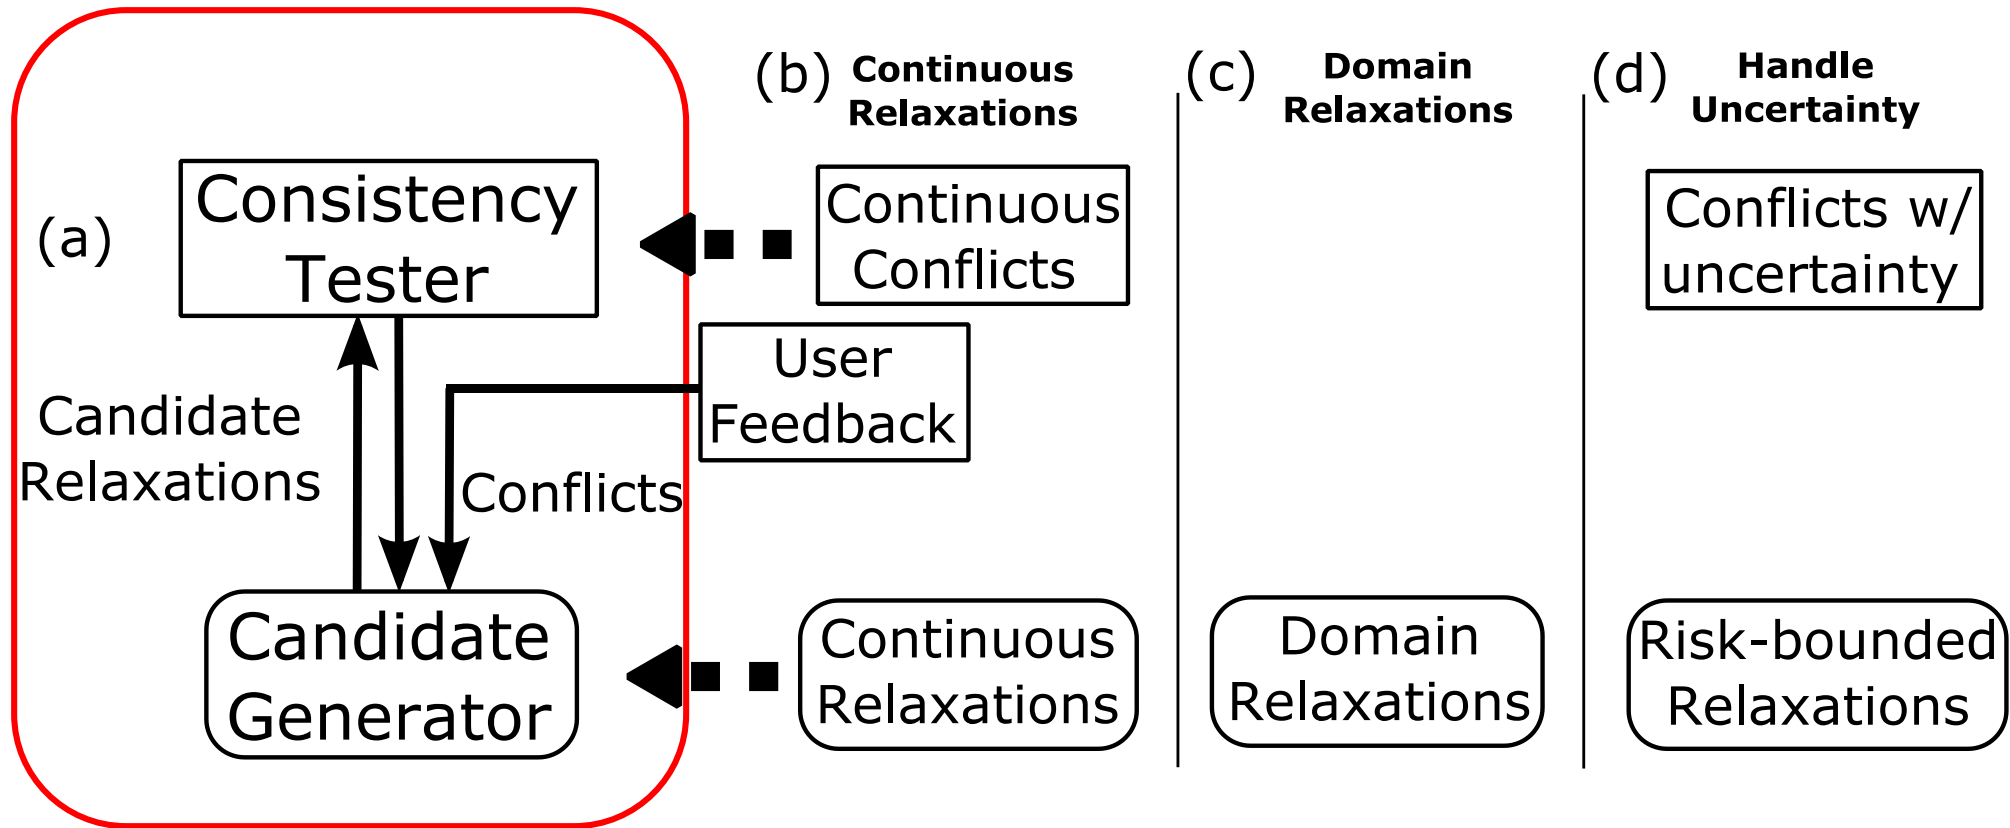 (a)
Consistency
Tester
Candidate
Relaxations
Conflicts
Candidate
Generator
(b) Continuous
Relaxations
Continuous
Conflicts
User
Feedback
Continuous
Relaxations
(c) Domain
Relaxations
Domain
Relaxations
(d) Handle
Uncertainty
Conflicts w/
uncertainty
Risk-bounded
Relaxations